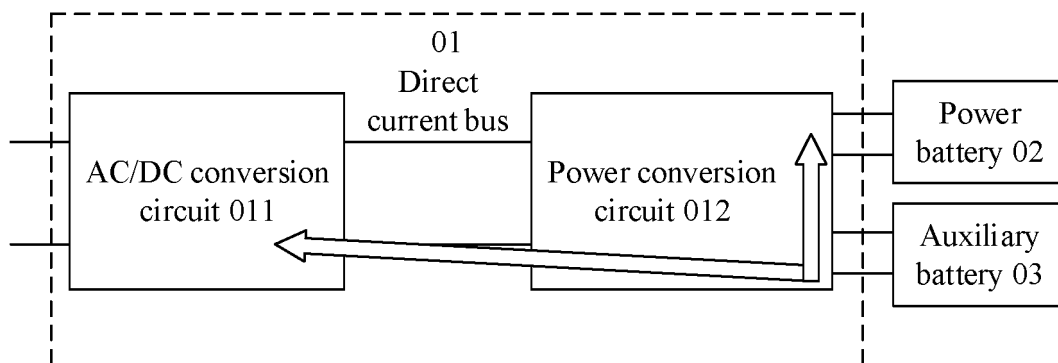 01
Direct
current bus
AC/DC conversion
circuit 011
Power conversion
circuit 012
Power
battery 02
Auxiliary
battery 03